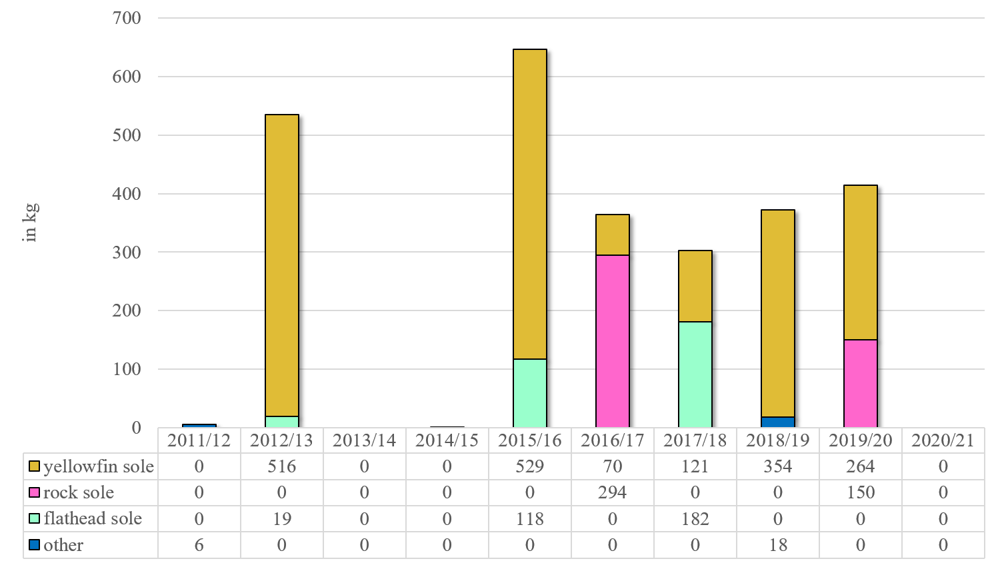 700
600
500
400
300
200
100
0
in kg
2011/12 2012/13 2013/14 2014/15 2015/16 2016/17 2017/18 2018/19 2019/20 2020/21
yellowfin sole 0 516 0 0 529 70 121 354 264 0
rock sole 0 0 0 0 0 294 0 0 150 0
flathead sole 0 19 0 0 118 0 182 0 0 0
other 6 0 0 0 0 0 0 18 0 0